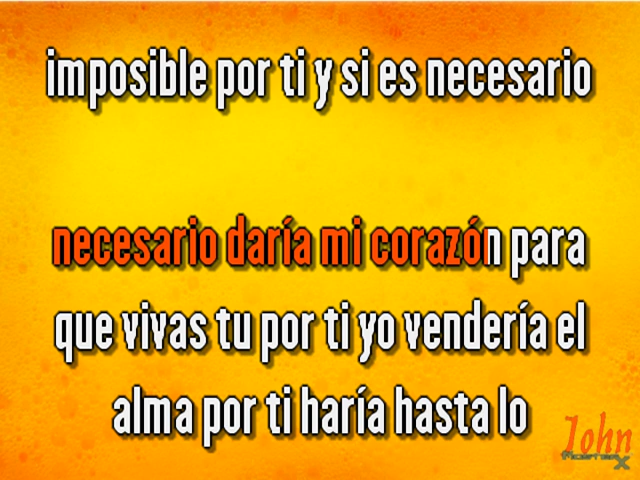 imposible por ti y si es necesario
necesario daría mi corazón para
que vivas tu por ti yo vendería el
alma por ti haría hasta lo
John